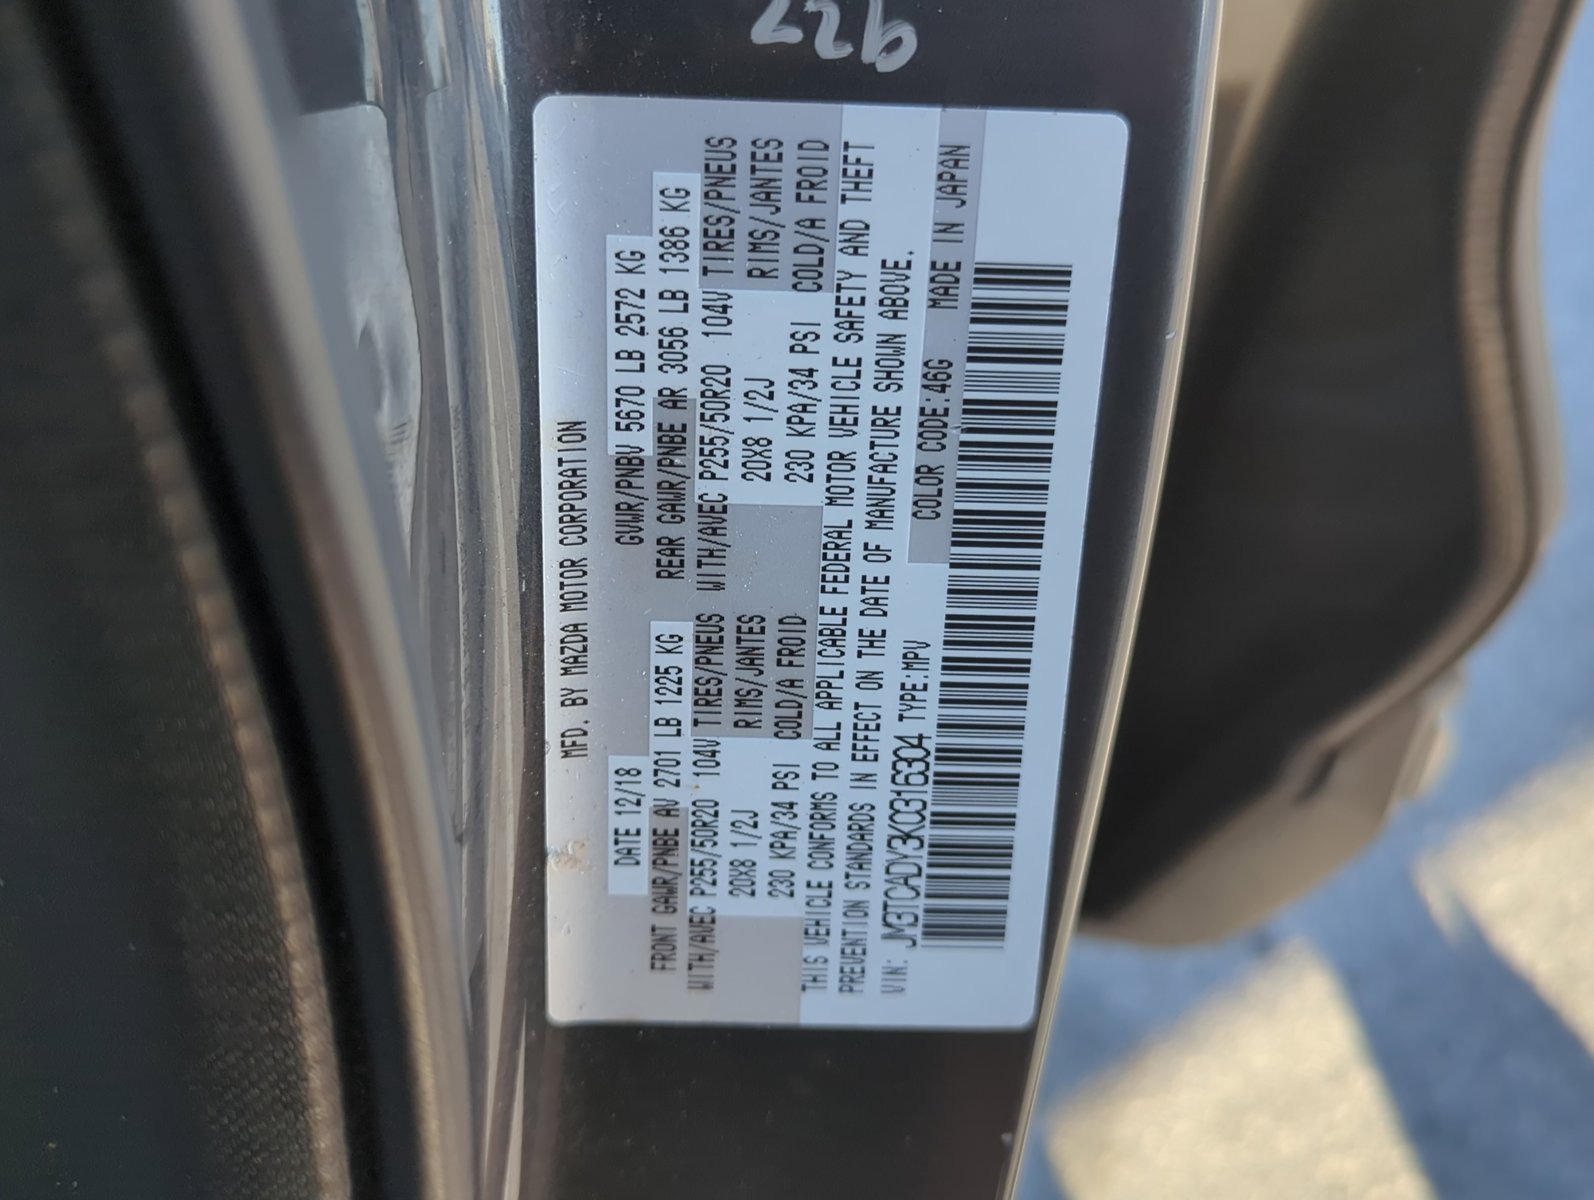 927
MFD. BY MAZDA MOTOR CORPORATION
DATE 12/18 GVWR/PNBV 5670 LB 2572 KG
FRONT GAWR/PNBE AV 2701 LB 1225 KG REAR GAWR/PNBE AR 3056 LB 1386 KG
WITH/AVEC P255/50R20 104V TIRES/PNEUS WITH/AVEC P255/50R20 104V TIRES/PNEUS
20X8 1/2J RIMS/JANTES 20X8 1/2J RIMS/JANTES
230 KPA/34 PSI COLD/A FROID 230 KPA/34 PSI COLD/A FROID
THIS VEHICLE CONFORMS TO ALL APPLICABLE FEDERAL MOTOR VEHICLE SAFETY AND THEFT
PREVENTION STANDARDS IN EFFECT ON THE DATE OF MANUFACTURE SHOWN ABOVE.
VIN: JM3TCADY3K0316304 TYPE:MPV COLOR CODE:46G MADE IN JAPAN